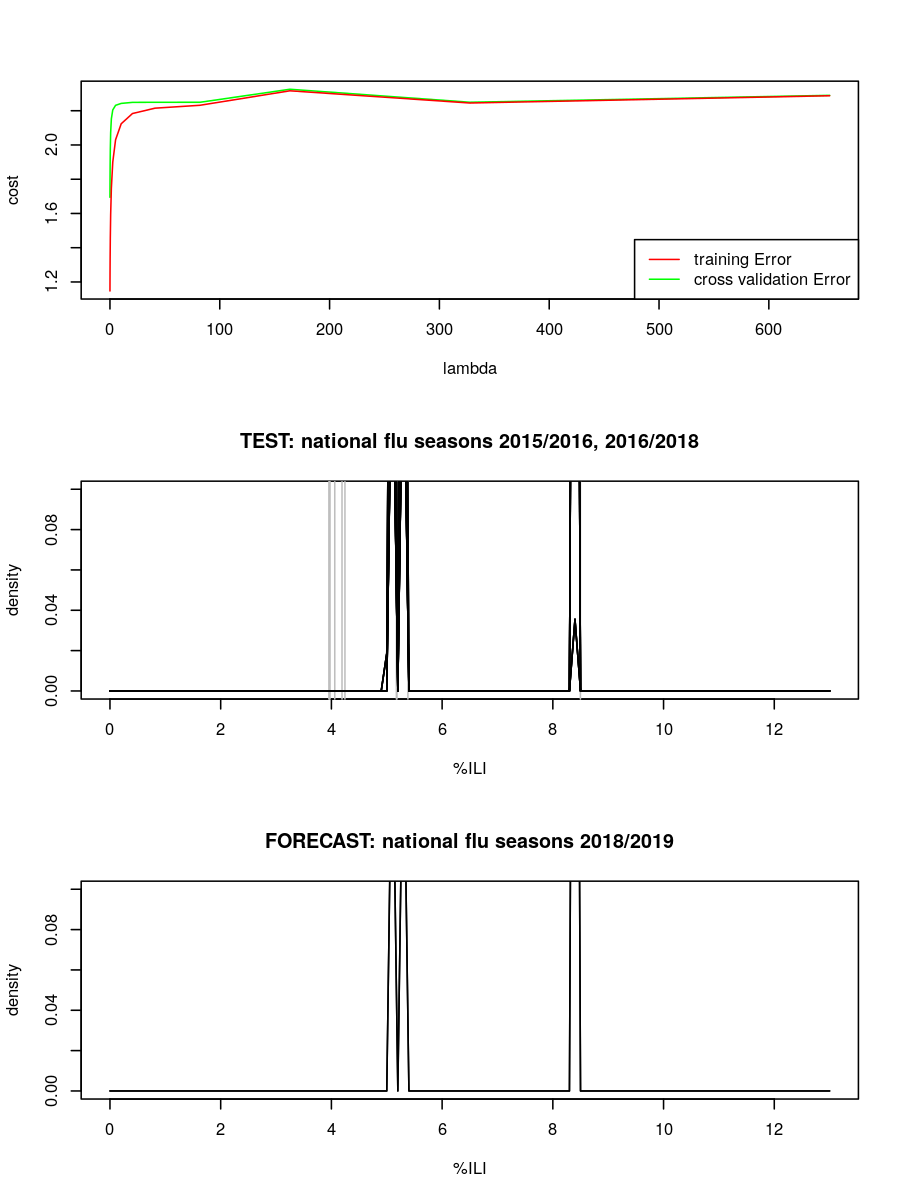 cost
1.2 1.6 2.0
training Error
cross validation Error
0 100 200 300 400 500 600
lambda
TEST: national flu seasons 2015/2016, 2016/2018
density
0.00 0.04 0.08
0 2 4 6 8 10 12
%ILI
FORECAST: national flu seasons 2018/2019
density
0.00 0.04 0.08
0 2 4 6 8 10 12
%ILI